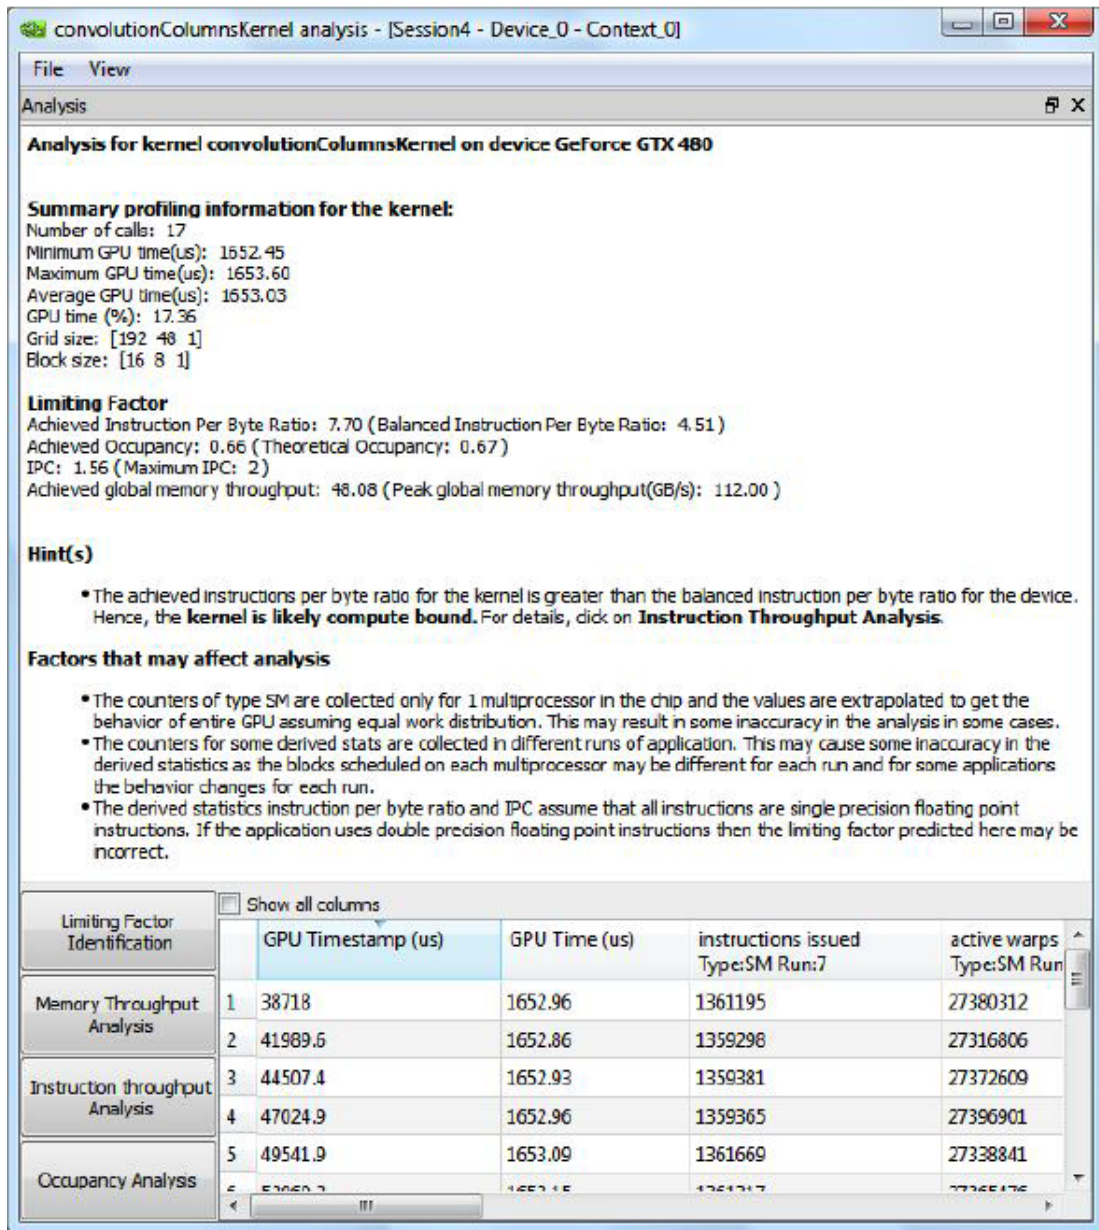 convolutionColumnsKernel analysis - [Session4 - Device_0 - Context_0]
File View
Analysis
Analysis for kernel convolutionColumnsKernel on device GeForce GTX 480
Summary profiling information for the kernel:
Number of calls: 17
Minimum GPU time(us): 1652.45
Maximum GPU time(us): 1653.60
Average GPU time(us): 1653.03
GPU time (%): 17.36
Grid size: [192 48 1]
Block size: [16 8 1]
Limiting Factor
Achieved Instruction Per Byte Ratio: 7.70 ( Balanced Instruction Per Byte Ratio: 4.51 )
Achieved Occupancy: 0.66 ( Theoretical Occupancy: 0.67 )
IPC: 1.56 ( Maximum IPC: 2 )
Achieved global memory throughput: 48.08 ( Peak global memory throughput(GB/s): 112.00 )
Hint(s)
• The achieved instructions per byte ratio for the kernel is greater than the balanced instruction per byte ratio for the device.
Hence, the kernel is likely compute bound. For details, click on Instruction Throughput Analysis.
Factors that may affect analysis
• The counters of type SM are collected only for 1 multiprocessor in the chip and the values are extrapolated to get the
behavior of entire GPU assuming equal work distribution. This may result in some inaccuracy in the analysis in some cases.
• The counters for some derived stats are collected in different runs of application. This may cause some inaccuracy in the
derived statistics as the blocks scheduled on each multiprocessor may be different for each run and for some applications
the behavior changes for each run.
• The derived statistics instruction per byte ratio and IPC assume that all instructions are single precision floating point
instructions. If the application uses double precision floating point instructions then the limiting factor predicted here may be
incorrect.
Limiting Factor
Identification
Memory Throughput
Analysis
Instruction throughput
Analysis
Occupancy Analysis
Show all columns
GPU Timestamp (us) GPU Time (us) instructions issued active warps
Type:SM Run:7 Type:SM Run
1 38718 1652.96 1361195 27380312
2 41989.6 1652.86 1359298 27316806
3 44507.4 1652.93 1359381 27372609
4 47024.9 1652.96 1359365 27396901
5 49541.9 1653.09 1361669 27338841